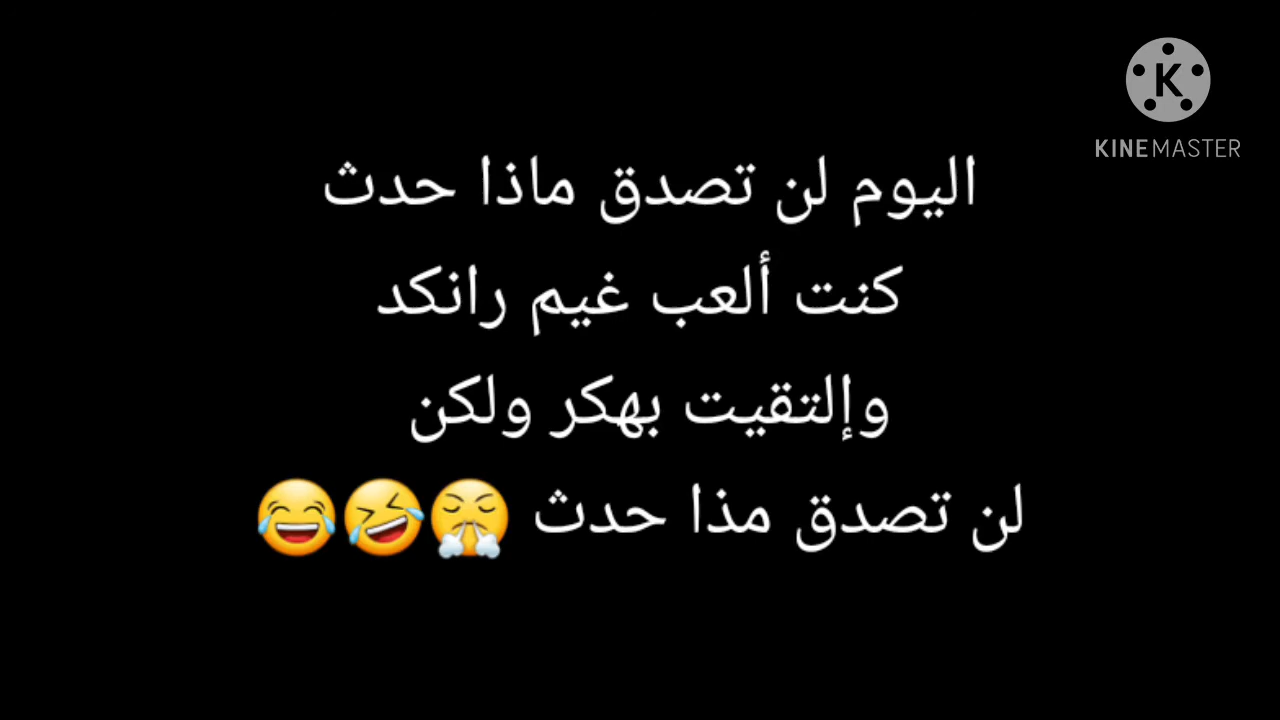 K
KINEMASTER
اليوم لن تصدق ماذا حدث
كنت ألعب غيم رانكد
وإلتقيت بهكر ولكن
لن تصدق مذا حدث 😤🤣😂